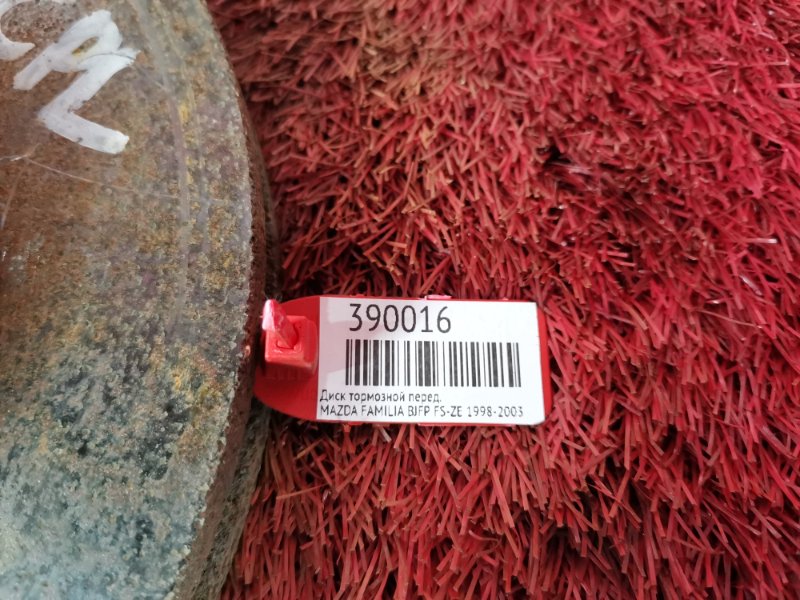 390016
Диск тормозной перед.
MAZDA FAMILIA BJFP FS-ZE 1998-2003